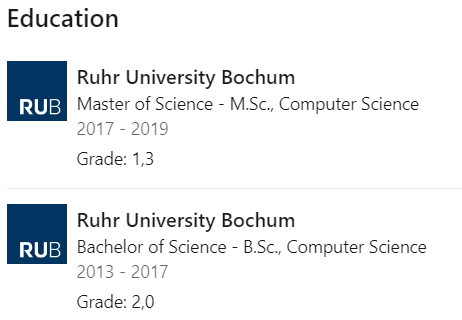 Education
RUB
Ruhr University Bochum
Master of Science - M.Sc., Computer Science
2017 - 2019
Grade: 1,3
RUB
Ruhr University Bochum
Bachelor of Science - B.Sc., Computer Science
2013 - 2017
Grade: 2,0